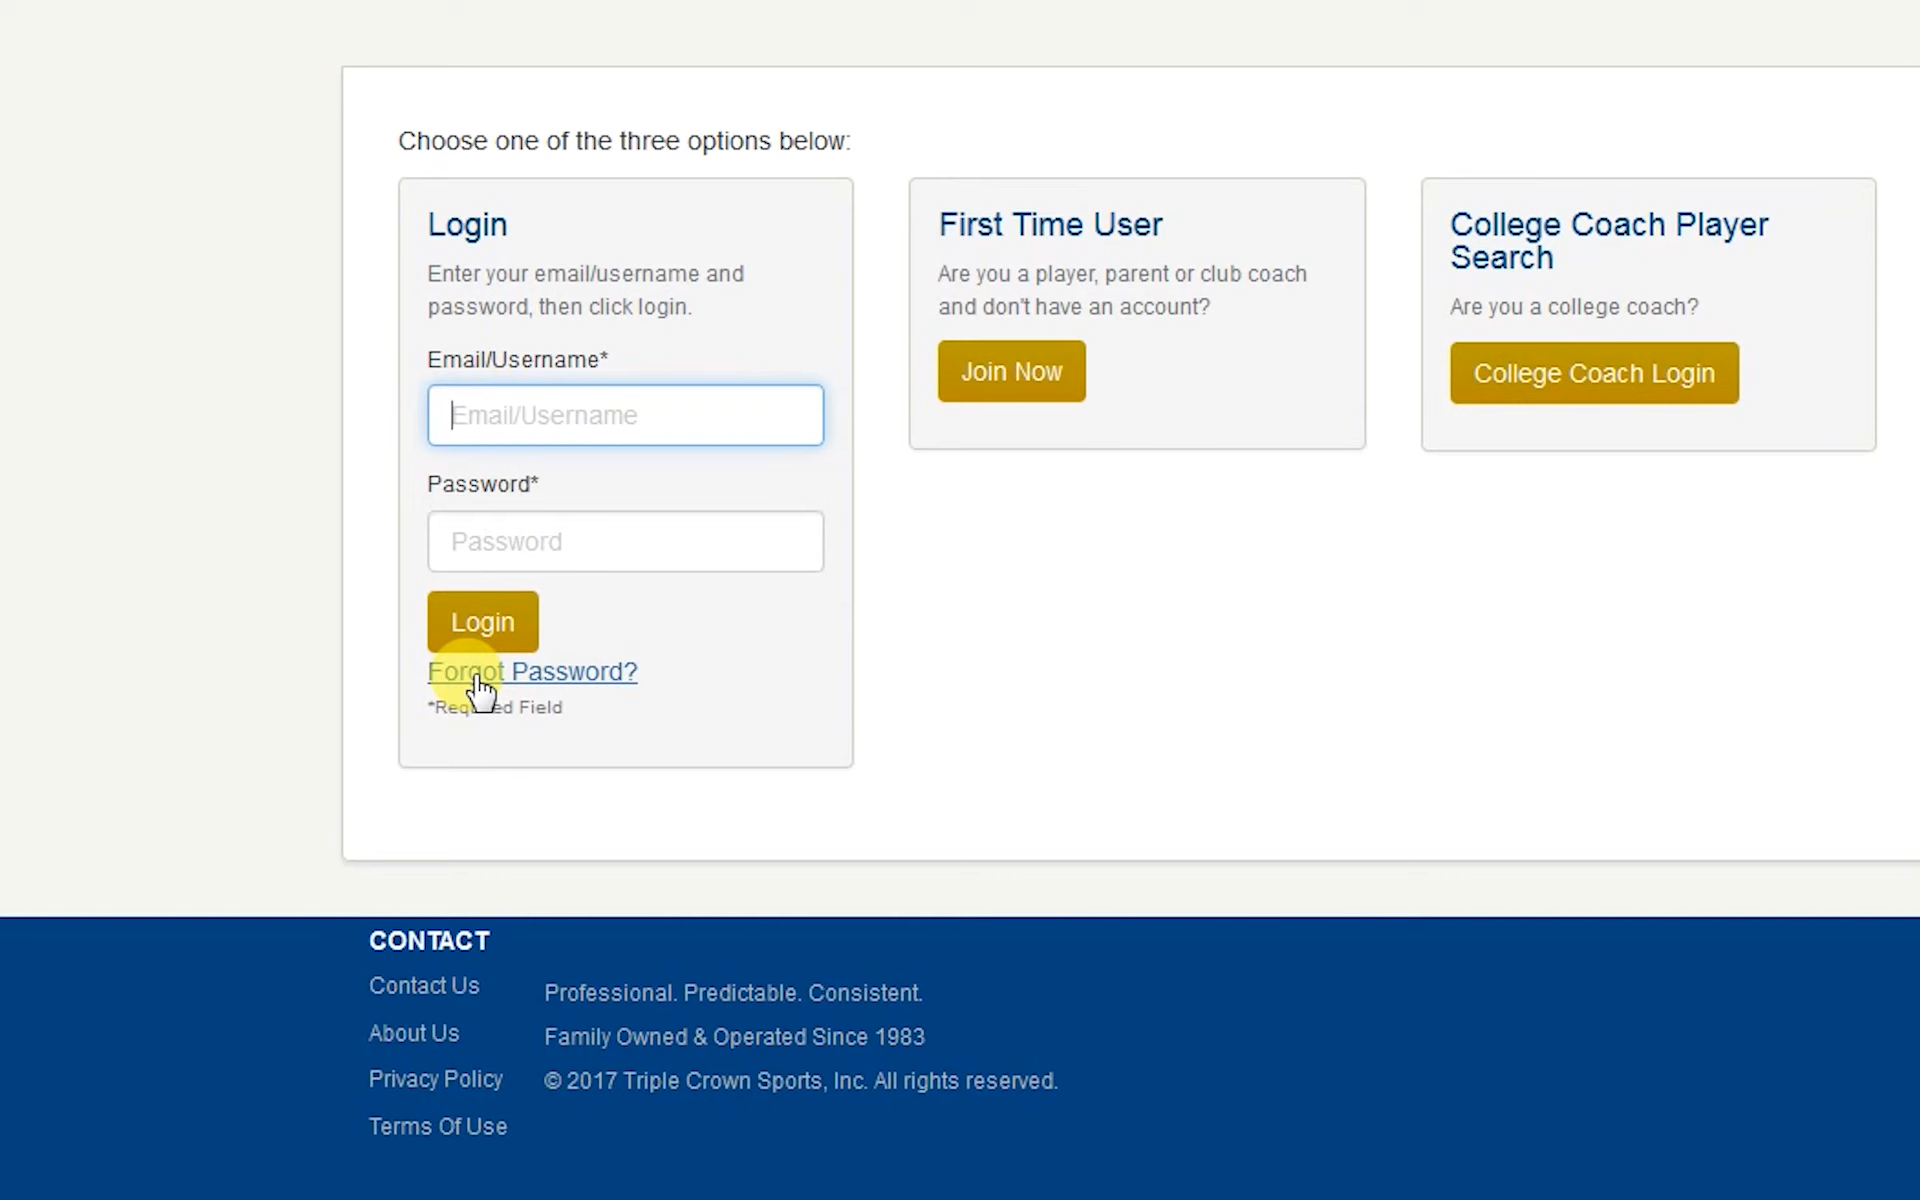 Choose one of the three options below:
Login
Enter your email/username and
password, then click login.
Email/Username*
Email/Username
Password*
Password
Login
Forgot Password?
*Required Field
First Time User
Are you a player, parent or club coach
and don't have an account?
Join Now
College Coach Player
Search
Are you a college coach?
College Coach Login
CONTACT
Contact Us
About Us
Privacy Policy
Terms Of Use
Professional. Predictable. Consistent.
Family Owned & Operated Since 1983
© 2017 Triple Crown Sports, Inc. All rights reserved.